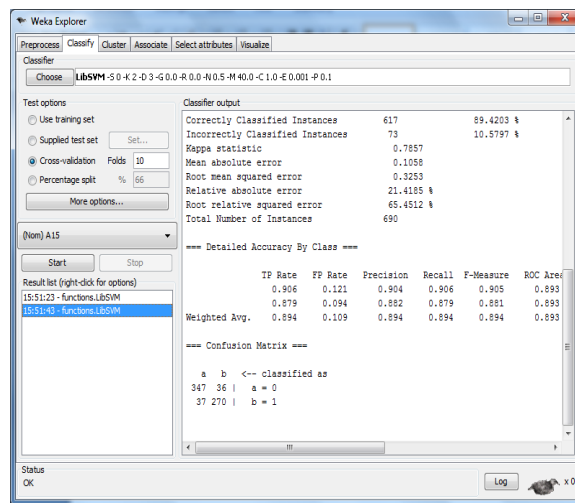 Weka Explorer
Preprocess Classify Cluster Associate Select attributes Visualize
Classifier
Choose LibSVM -S 0 -K 2 -D 3 -G 0.0 -R 0.0 -N 0.5 -M 40.0 -C 1.0 -E 0.001 -P 0.1
Test options
Use training set
Supplied test set Set...
Cross-validation Folds 10
Percentage split % 66
More options...
(Nom) A15
Start Stop
Result list (right-click for options)
15:51:23 - functions.LibSVM
15:51:43 - functions.LibSVM
Classifier output
Correctly Classified Instances 617 89.4203 %
Incorrectly Classified Instances 73 10.5797 %
Kappa statistic 0.7857
Mean absolute error 0.1058
Root mean squared error 0.3253
Relative absolute error 21.4185 %
Root relative squared error 65.4512 %
Total Number of Instances 690
=== Detailed Accuracy By Class ===
TP Rate FP Rate Precision Recall F-Measure ROC Area
0.906 0.121 0.904 0.906 0.905 0.893
0.879 0.094 0.882 0.879 0.881 0.893
Weighted Avg. 0.894 0.109 0.894 0.894 0.894 0.893
=== Confusion Matrix ===
a b <-- classified as
347 36 | a = 0
37 270 | b = 1
Status
OK
Log
x 0